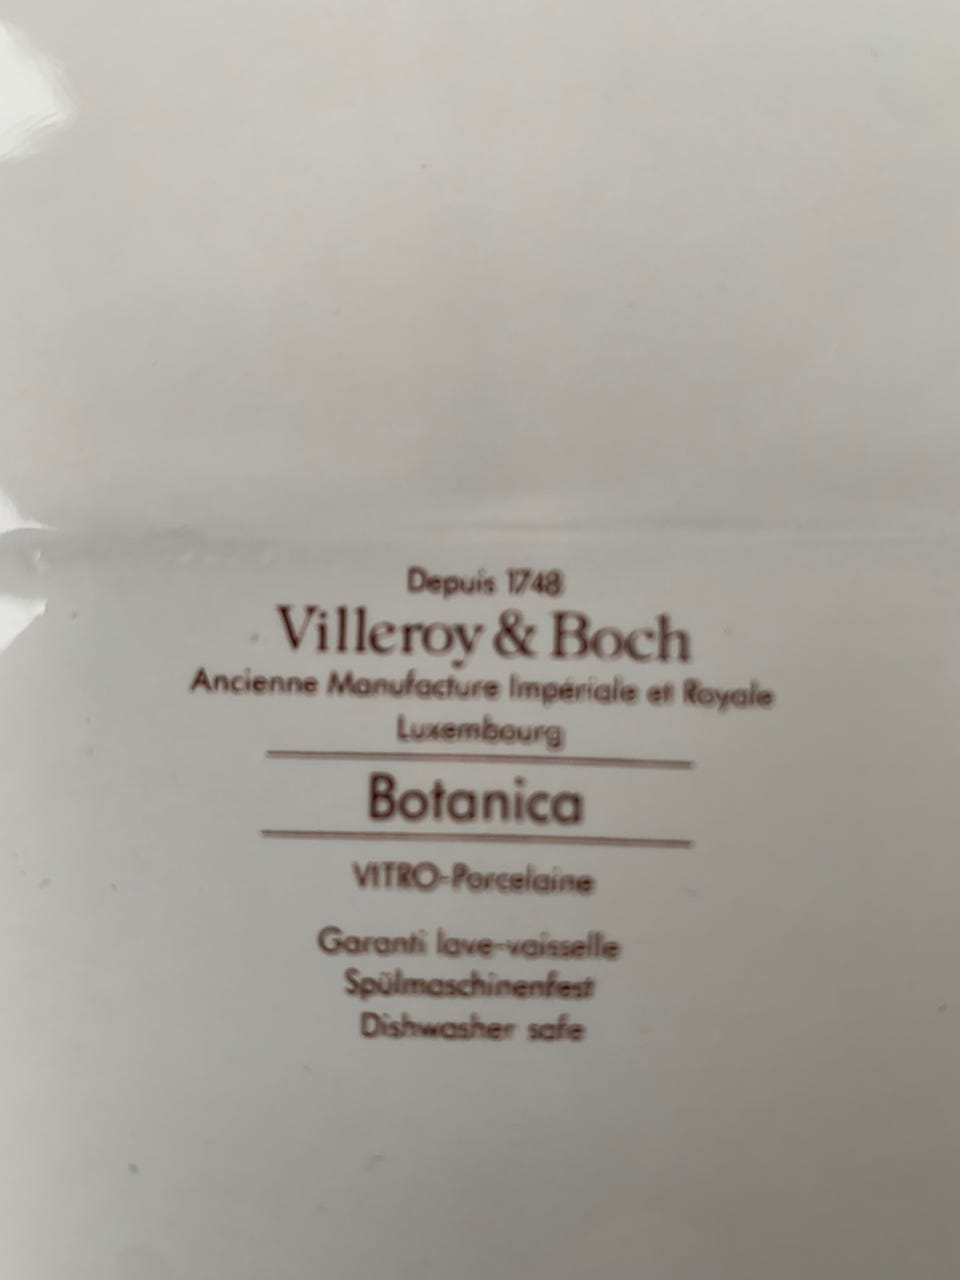 Depuis 1748
Villeroy & Boch
Ancienne Manufacture Impériale et Royale
Luxembourg
Botanica
VITRO-Porcelaine
Garanti lave-vaisselle
Spülmaschinenfest
Dishwasher safe